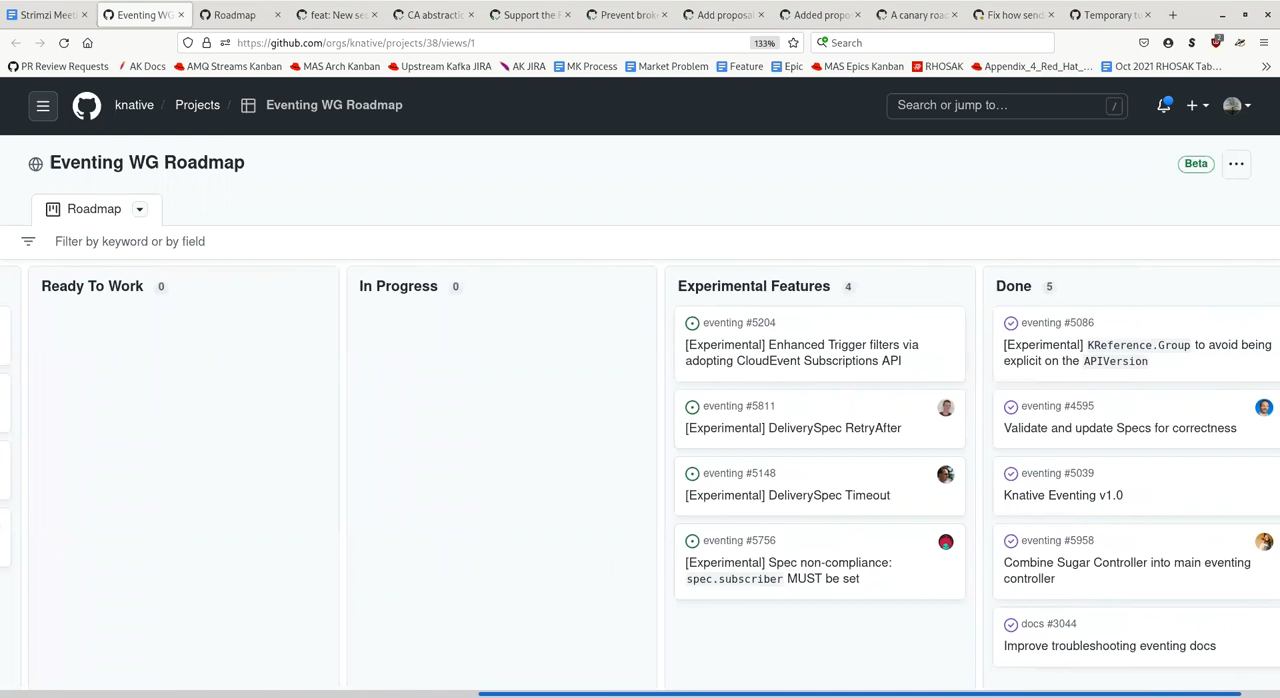 Strimzi Meeti
Eventing WG
Roadmap
feat: New sec
CA abstractic
Support the F
Prevent broke
Add proposal
Added propo
A canary roa
Fix how send
Temporary tu
https://github.com/orgs/knative/projects/38/views/1
133%
Search
PR Review Requests
AK Docs
AMQ Streams Kanban
MAS Arch Kanban
Upstream Kafka JIRA
AK JIRA
MK Process
Market Problem
Feature
Epic
MAS Epics Kanban
RHOSAK
Appendix_4_Red_Hat_…
Oct 2021 RHOSAK Tab…
knative / Projects / Eventing WG Roadmap
Search or jump to… /
Eventing WG Roadmap
Beta
Roadmap
Filter by keyword or by field
Ready To Work 0
In Progress 0
Experimental Features 4
eventing #5204
[Experimental] Enhanced Trigger filters via
adopting CloudEvent Subscriptions API
eventing #5811
[Experimental] DeliverySpec RetryAfter
eventing #5148
[Experimental] DeliverySpec Timeout
eventing #5756
[Experimental] Spec non-compliance:
spec.subscriber MUST be set
Done 5
eventing #5086
[Experimental] KReference.Group to avoid being
explicit on the APIVersion
eventing #4595
Validate and update Specs for correctness
eventing #5039
Knative Eventing v1.0
eventing #5958
Combine Sugar Controller into main eventing
controller
docs #3044
Improve troubleshooting eventing docs